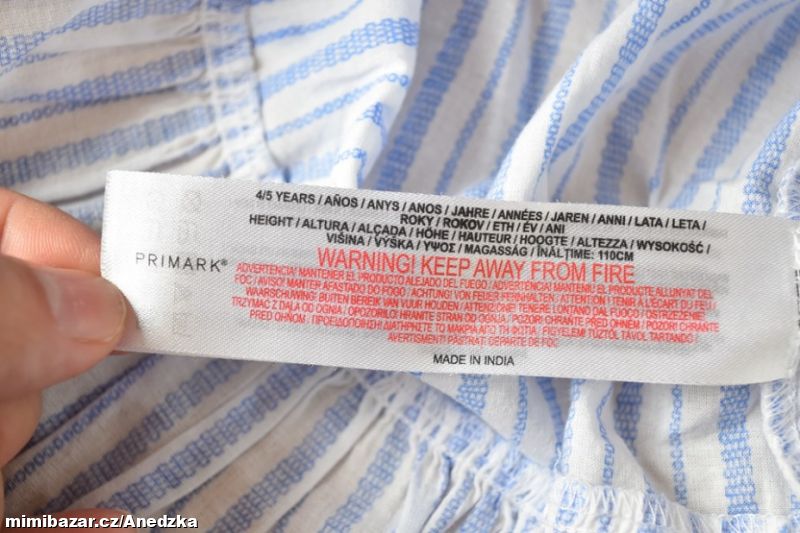 4/5 YEARS / AÑOS / ANYS / ANOS / JAHRE / ANNÉES / JAREN / ANNI / LATA / LETA /
ROKY / ROKOV / ΕΤΗ / ÉV / ANI
HEIGHT / ALTURA / ALÇADA / HÖHE / HAUTEUR / HOOGTE / ALTEZZA / WYSOKOŚĆ /
VIŠINA / VÝŠKA / ΥΨΟΣ / MAGASSÁG / ÎNĂLTIME: 110CM
PRIMARK®
WARNING! KEEP AWAY FROM FIRE
ADVERTENCIA! MANTENER EL PRODUCTO ALEJADO DEL FUEGO / ADVERTÈNCIA! MANTENIU EL PRODUCTE ALLUNYAT DEL
FOC / AVISO! MANTER AFASTADO DO FOGO / ACHTUNG! VON FEUER FERNHALTEN / ATTENTION ! TENIR À L'ÉCART DU FEU /
WAARSCHUWING: BUITEN BEREIK VAN VUUR HOUDEN / ATTENZIONE! TENERE LONTANO DAL FUOCO / OSTRZEŻENIE!
TRZYMAĆ Z DALA OD OGNIA / OPOZORILO! HRANITE STRAN OD OGNJA / POZOR! CHRAŇTE PŘED OHNĚM / POZOR! CHRÁŇTE
PRED OHŇOM / ΠΡΟΕΙΔΟΠΟΙΗΣΗ! ΔΙΑΤΗΡΗΣΤΕ ΤΟ ΜΑΚΡΙΑ ΑΠΟ ΤΗ ΦΩΤΙΑ / FIGYELEM! TŰZTŐL TÁVOL TARTANDÓ /
AVERTISMENT! PĂSTRAȚI DEPARTE DE FOC
MADE IN INDIA
mimibazar.cz/Anedzka